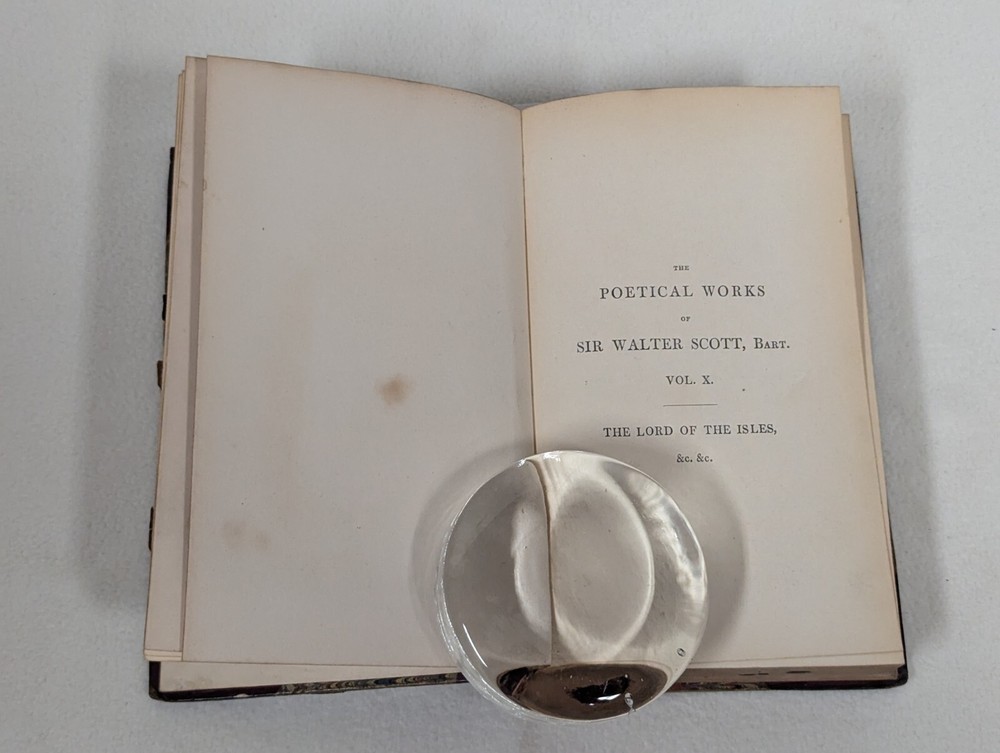 THE
POETICAL WORKS
OF
SIR WALTER SCOTT, BART.
VOL. X.
THE LORD OF THE ISLES,
&c. &c.